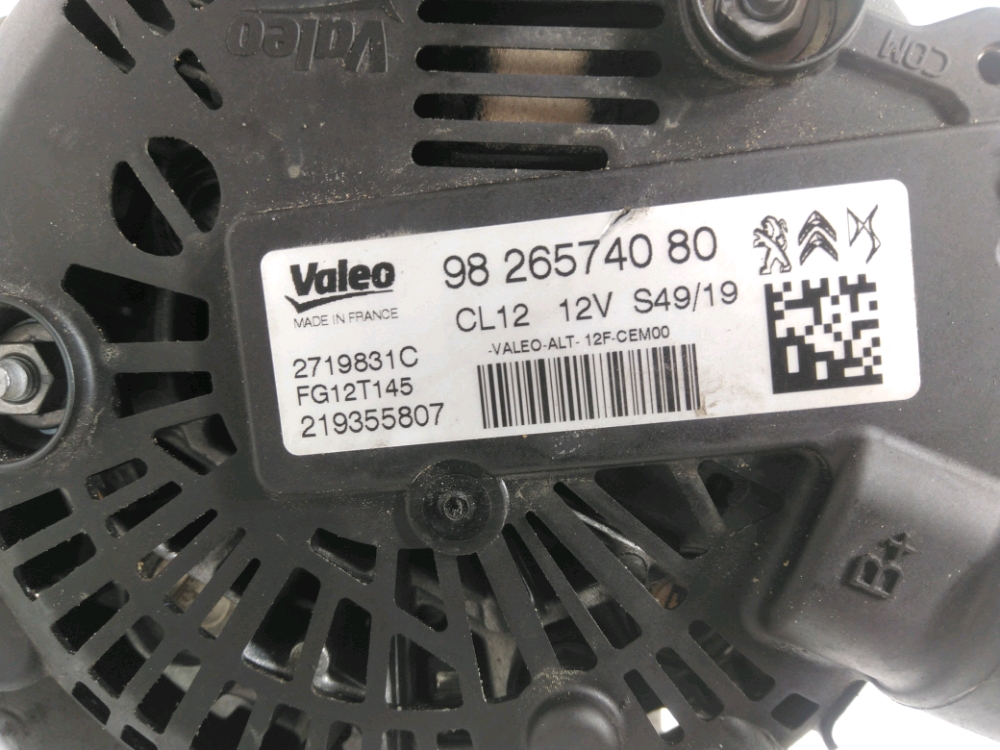 Valeo
COM
Valeo
MADE IN FRANCE
98 265740 80
CL12 12V S49/19
-VALEO-ALT- 12F-CEM00
2719831C
FG12T145
219355807
B+